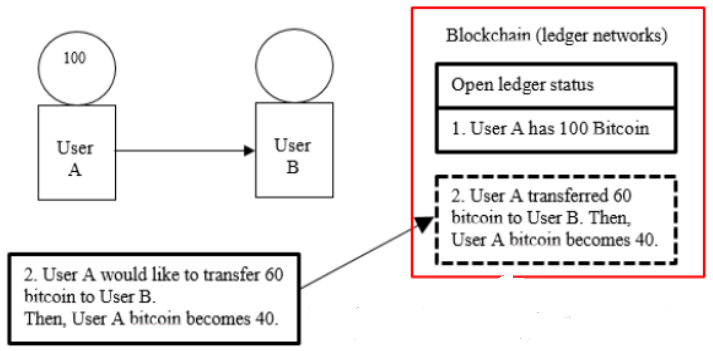 100
User
A
User
B
Blockchain (ledger networks)
Open ledger status
1. User A has 100 Bitcoin
2. User A transferred 60
bitcoin to User B. Then,
User A bitcoin becomes 40.
2. User A would like to transfer 60
bitcoin to User B.
Then, User A bitcoin becomes 40.